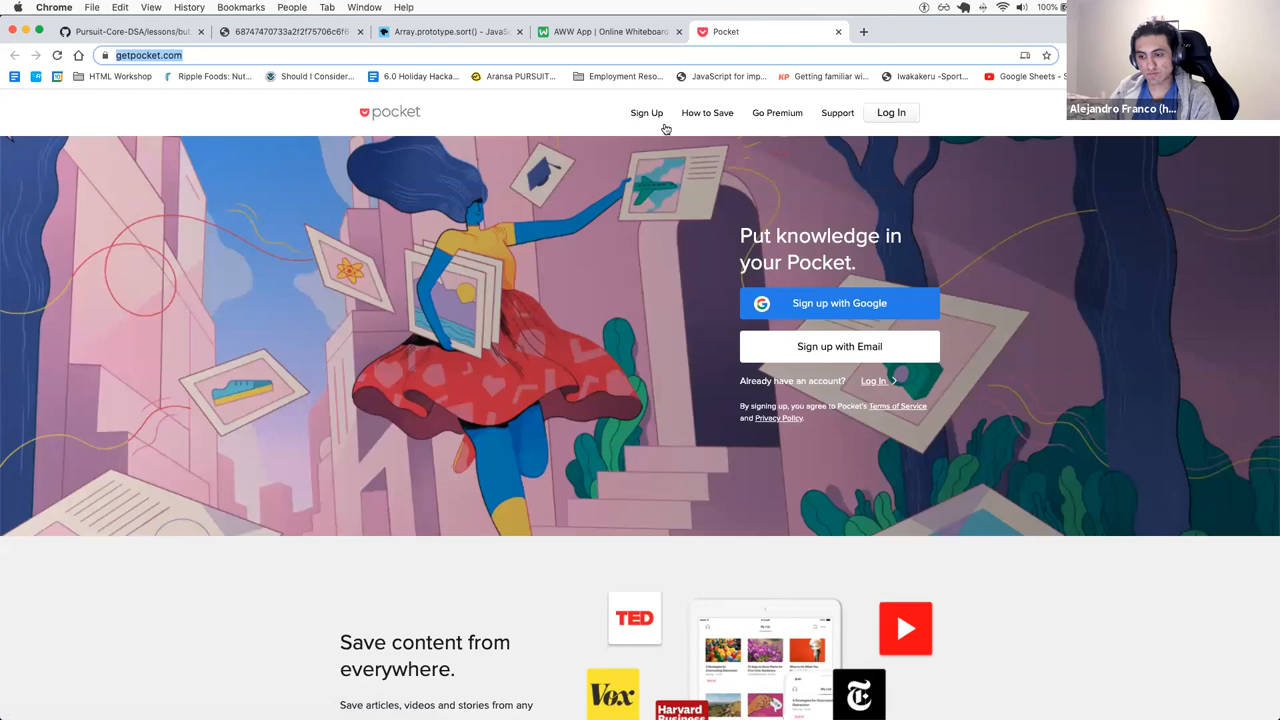 Chrome File Edit View History Bookmarks People Tab Window Help 100%
Pursuit-Core-DSA/lessons/bu 68747470733a2f2f75706c6f6 Array.prototype JavaSc AWW App | Online Whiteboard Pocket
getpocket.com
HTML Workshop Ripple Foods: Nut... Should I Consider... 6.0 Holiday Hacka... Aransa PURSUIT... Employment Reso... JavaScript for imp... KP Getting familiar wi... Iwakakeru -Sport... Google Sheets - S
Alejandro Franco (h...
pocket Sign Up How to Save Go Premium Support Log In
Put knowledge in
your Pocket.
Sign up with Google
Sign up with Email
Already have an account? Log In
By signing up, you agree to Pocket's Terms of Service
and Privacy Policy.
TED
Save content from
everywhere.
Vox
Harvard
Business
Save articles, videos and stories from